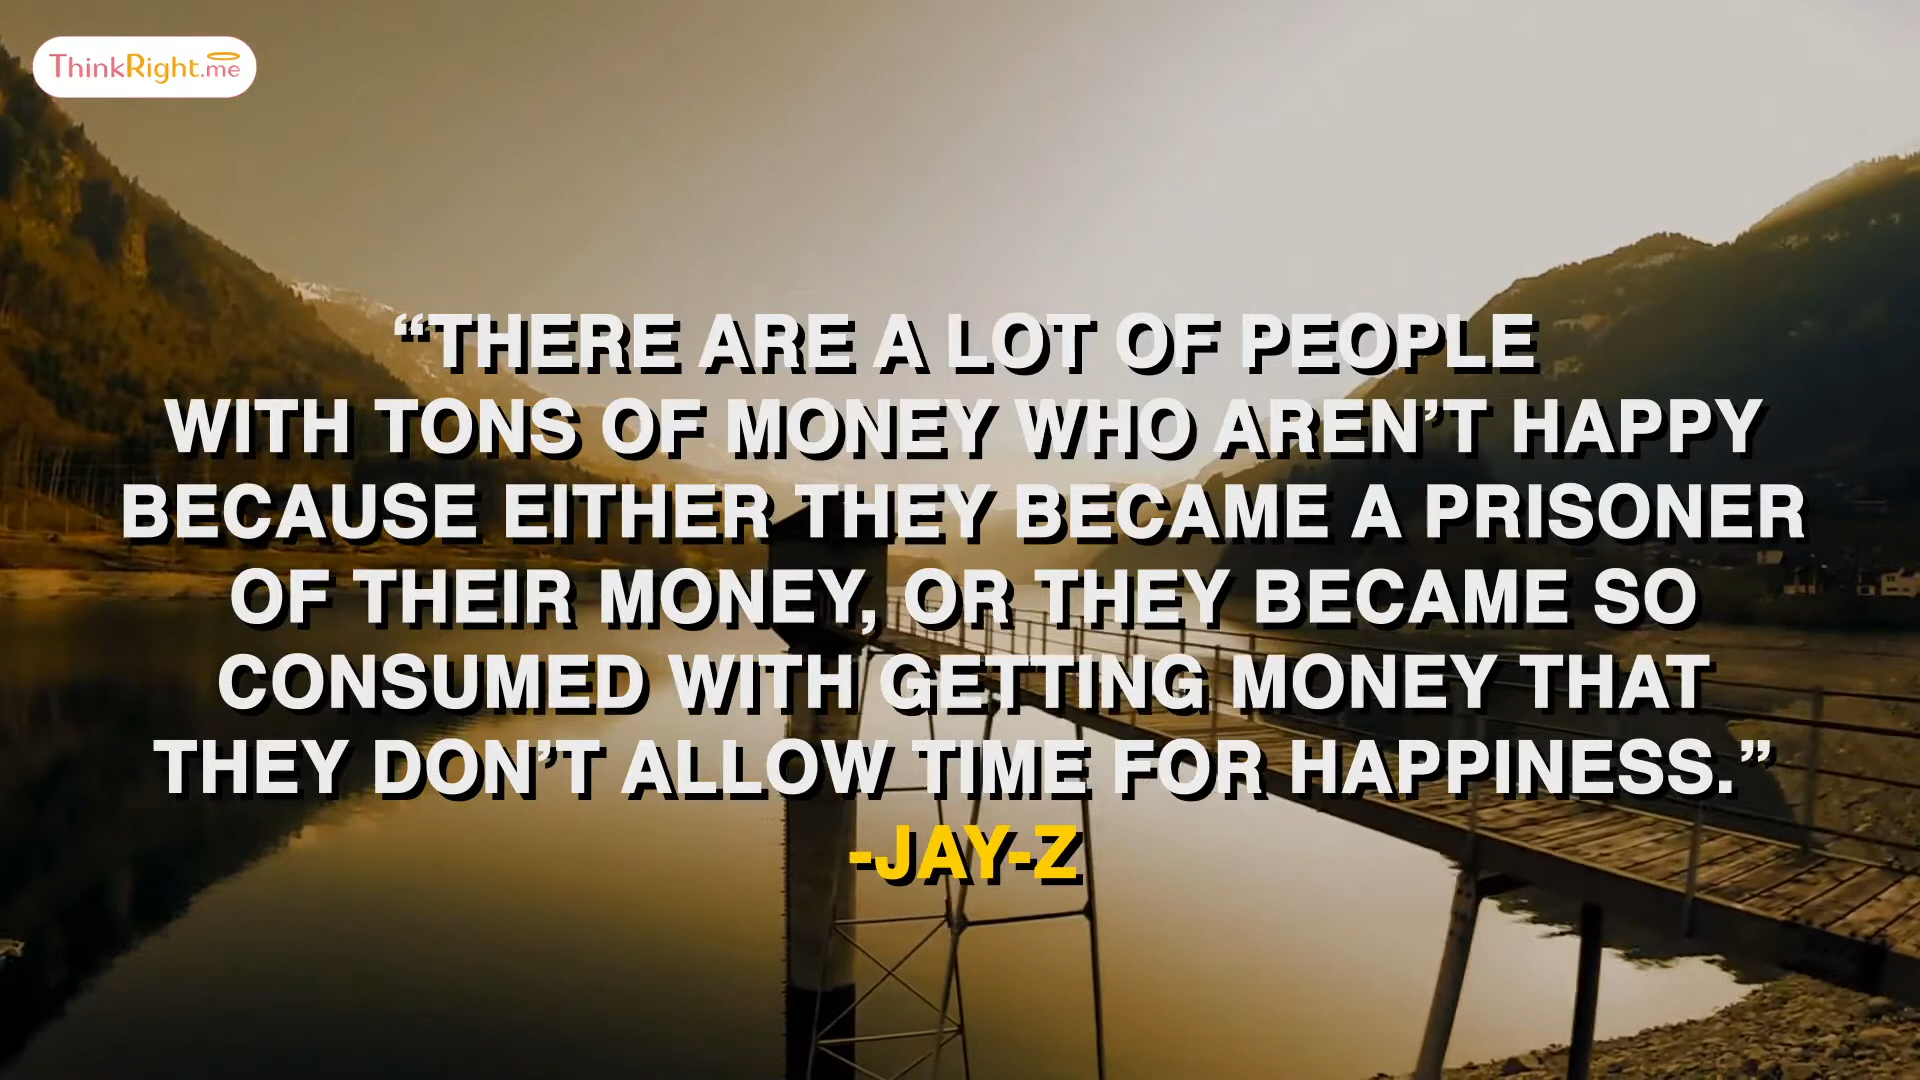 ThinkRight.me
“THERE ARE A LOT OF PEOPLE
WITH TONS OF MONEY WHO AREN’T HAPPY
BECAUSE EITHER THEY BECAME A PRISONER
OF THEIR MONEY, OR THEY BECAME SO
CONSUMED WITH GETTING MONEY THAT
THEY DON’T ALLOW TIME FOR HAPPINESS.”
-JAY-Z